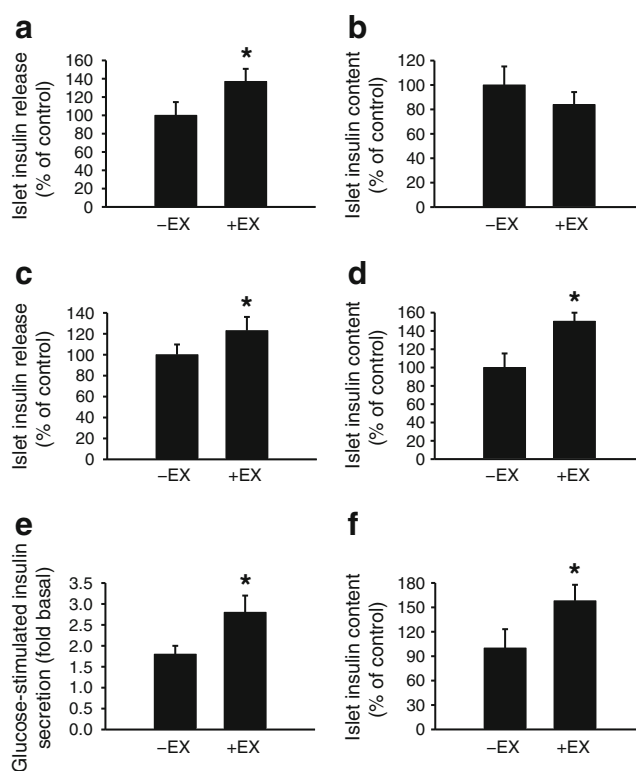 a
Islet insulin release
(% of control)
160
140
120
100
80
60
40
20
0
*
–EX
+EX
b
Islet insulin content
(% of control)
120
100
80
60
40
20
0
–EX
+EX
c
Islet insulin release
(% of control)
140
120
100
80
60
40
20
0
*
–EX
+EX
d
Islet insulin content
(% of control)
160
140
120
100
80
60
40
20
0
*
–EX
+EX
e
Glucose-stimulated insulin
secretion (fold basal)
3.5
3.0
2.5
2.0
1.5
1.0
0.5
0.0
*
–EX
+EX
f
Islet insulin content
(% of control)
180
150
120
90
60
30
0
*
–EX
+EX